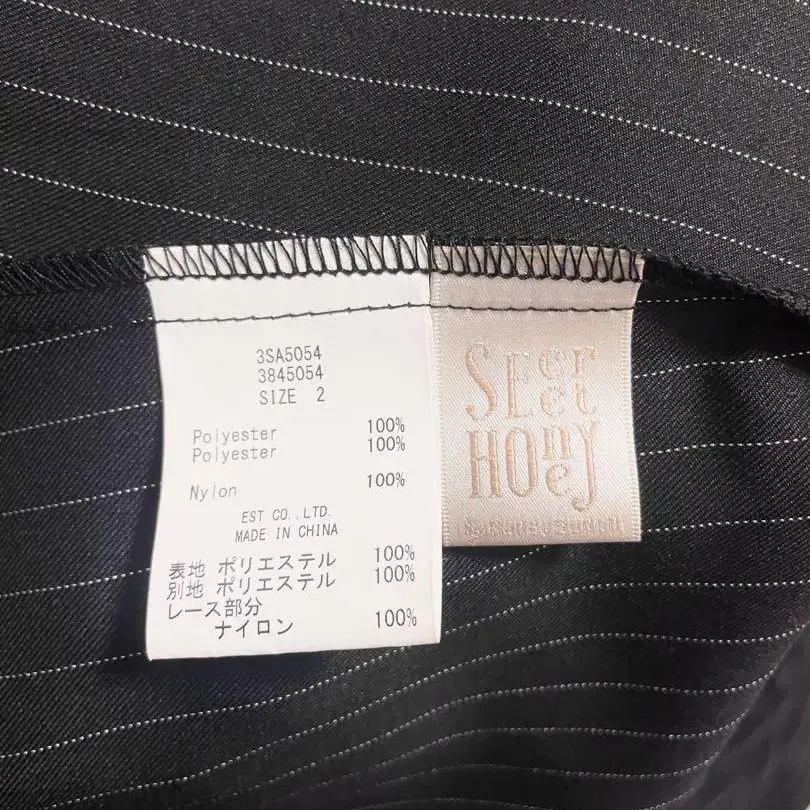 3SA5054
3845054
SIZE 2
Polyester 100%
Polyester 100%
Nylon 100%
EST CO.,LTD.
MADE IN CHINA
表地 ポリエステル 100%
別地 ポリエステル 100%
レース部分
ナイロン 100%
SEcret
HOney